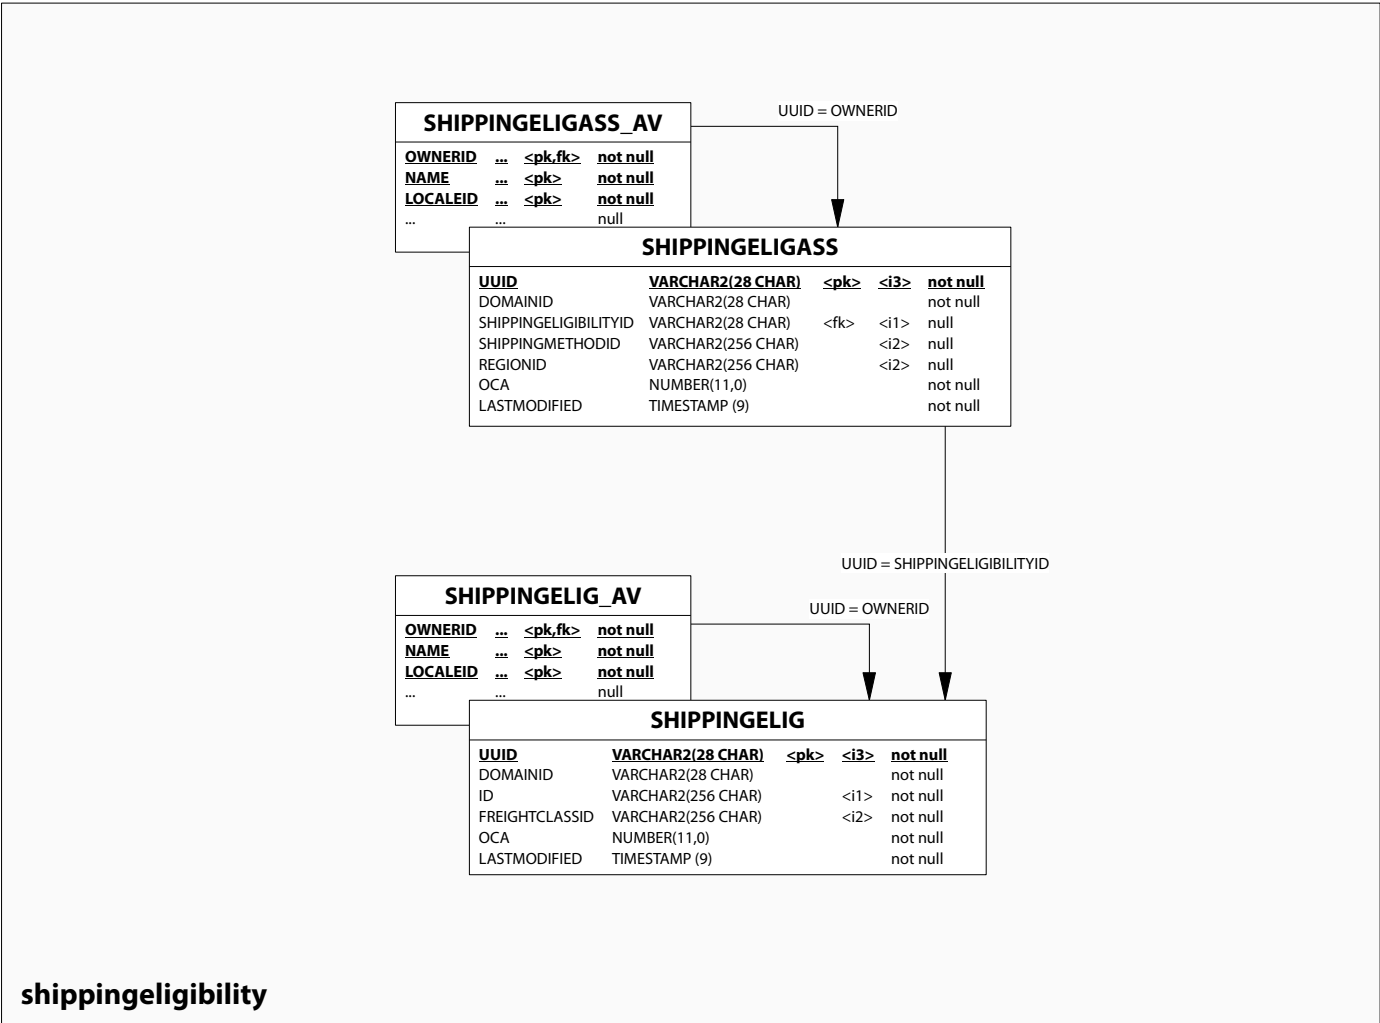 UUID = OWNERID
SHIPPINGELIGASS_AV
OWNERID ... <pk,fk> not null
NAME ... <pk> not null
LOCALEID ... <pk> not null
... ... null
SHIPPINGELIGASS
UUID VARCHAR2(28 CHAR) <pk> <i3> not null
DOMAINID VARCHAR2(28 CHAR) not null
SHIPPINGELIGIBILITYID VARCHAR2(28 CHAR) <fk> <i1> null
SHIPPINGMETHODID VARCHAR2(256 CHAR) <i2> null
REGIONID VARCHAR2(256 CHAR) <i2> null
OCA NUMBER(11,0) not null
LASTMODIFIED TIMESTAMP (9) not null
UUID = SHIPPINGELIGIBILITYID
SHIPPINGELIG_AV
UUID = OWNERID
OWNERID ... <pk,fk> not null
NAME ... <pk> not null
LOCALEID ... <pk> not null
... ... null
SHIPPINGELIG
UUID VARCHAR2(28 CHAR) <pk> <i3> not null
DOMAINID VARCHAR2(28 CHAR) not null
ID VARCHAR2(256 CHAR) <i1> not null
FREIGHTCLASSID VARCHAR2(256 CHAR) <i2> not null
OCA NUMBER(11,0) not null
LASTMODIFIED TIMESTAMP (9) not null
shippingeligibility